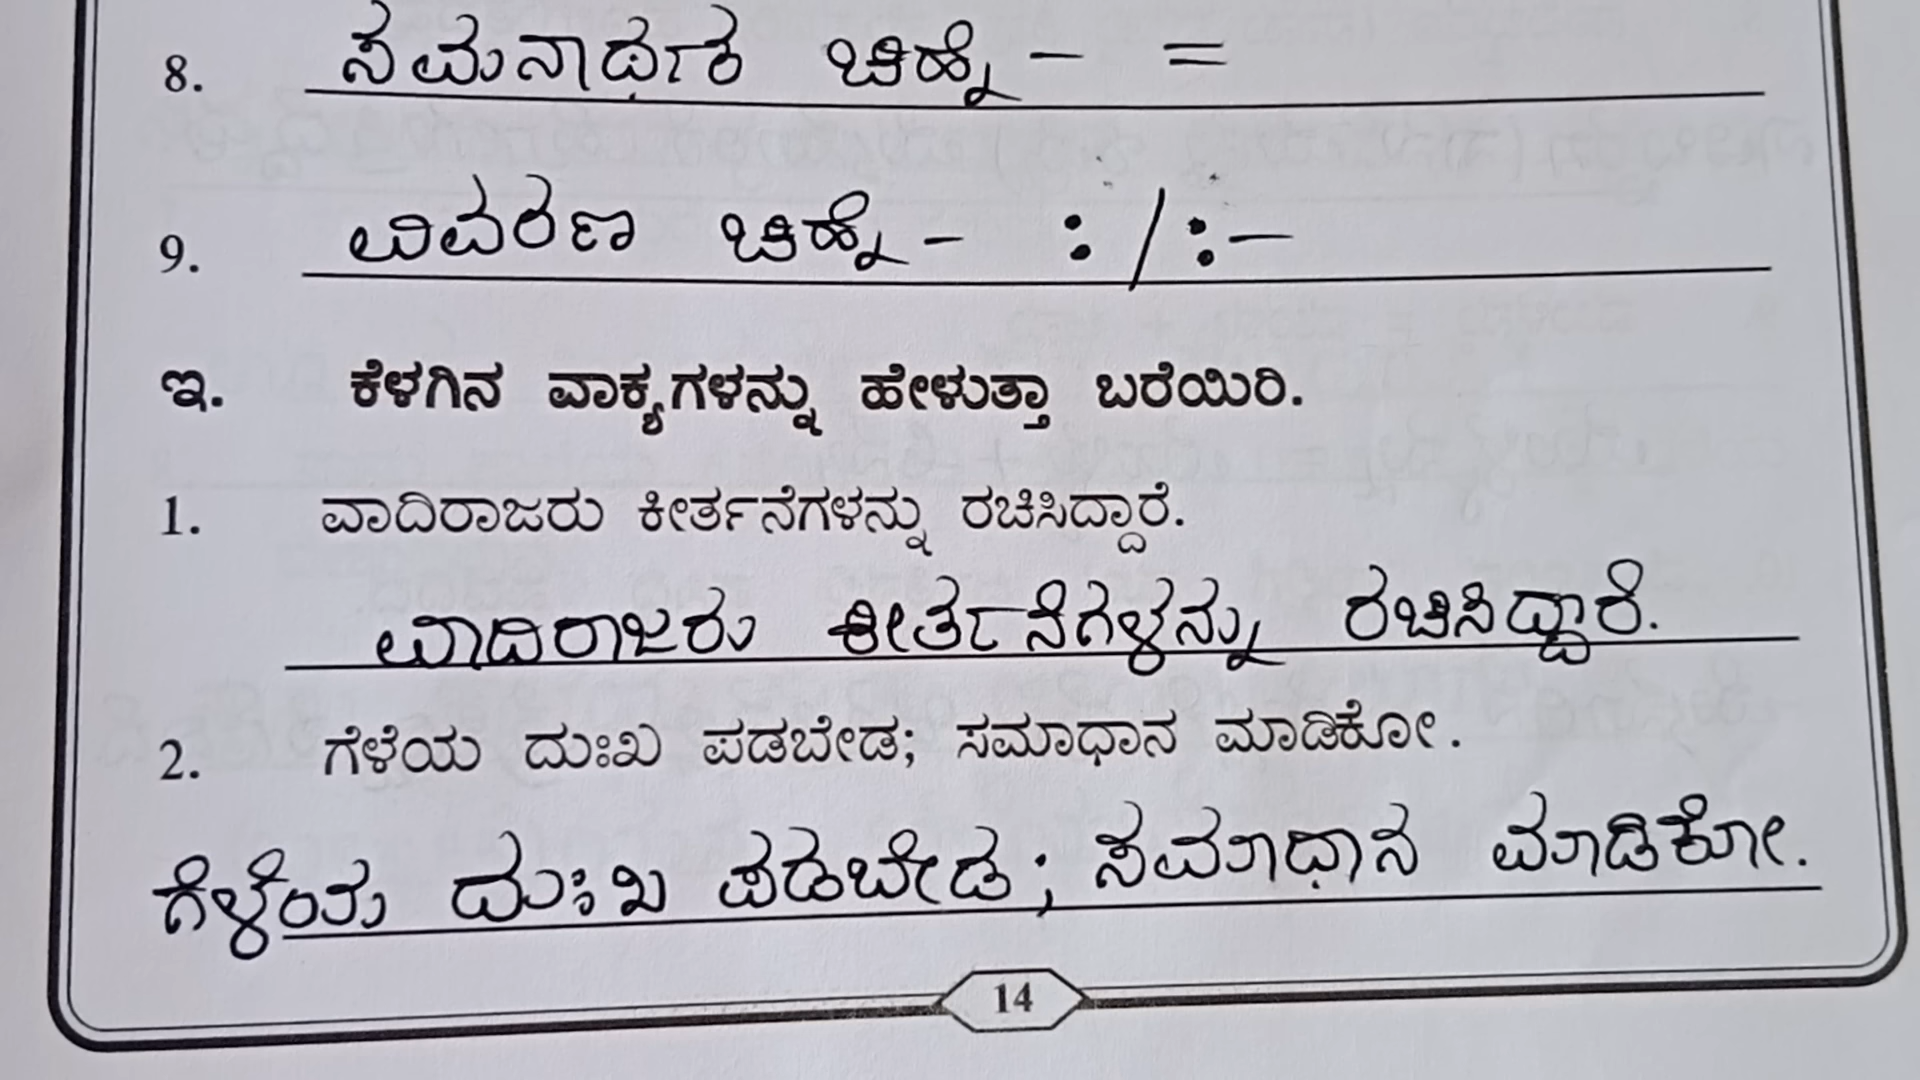 8. ಸಮನಾರ್ಥಕ ಚಿಹ್ನೆ - =
9. ವಿವರಣ ಚಿಹ್ನೆ - : / :-
ಇ. ಕೆಳಗಿನ ವಾಕ್ಯಗಳನ್ನು ಹೇಳುತ್ತಾ ಬರೆಯಿರಿ.
1. ವಾದಿರಾಜರು ಕೀರ್ತನೆಗಳನ್ನು ರಚಿಸಿದ್ದಾರೆ.
ವಾದಿರಾಜರು ಕೀರ್ತನೆಗಳನ್ನು ರಚಿಸಿದ್ದಾರೆ.
2. ಗೆಳೆಯ ದುಃಖ ಪಡಬೇಡ; ಸಮಾಧಾನ ಮಾಡಿಕೋ.
ಗೆಳೆಯ ದುಃಖ ಪಡಬೇಡ; ಸಮಾಧಾನ ಮಾಡಿಕೋ.
14